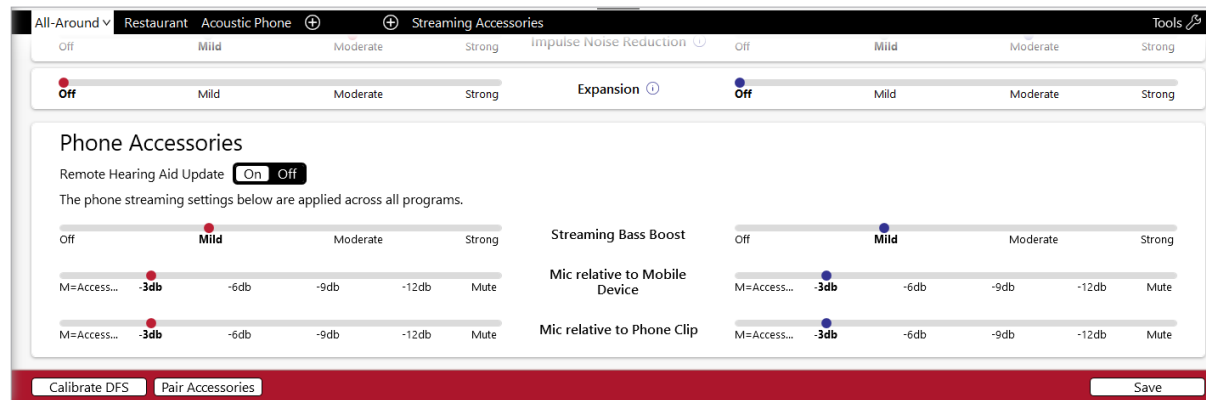 All-Around Restaurant Acoustic Phone Streaming Accessories Tools
Off Mild Moderate Strong Impulse Noise Reduction Off Mild Moderate Strong
Expansion
Off Mild Moderate Strong Off Mild Moderate Strong
Phone Accessories
Remote Hearing Aid Update On Off
The phone streaming settings below are applied across all programs.
Streaming Bass Boost
Off Mild Moderate Strong Off Mild Moderate Strong
Mic relative to Mobile
Device
M=Access... -3db -6db -9db -12db Mute M=Access... -3db -6db -9db -12db Mute
Mic relative to Phone Clip
M=Access... -3db -6db -9db -12db Mute M=Access... -3db -6db -9db -12db Mute
Calibrate DFS Pair Accessories Save